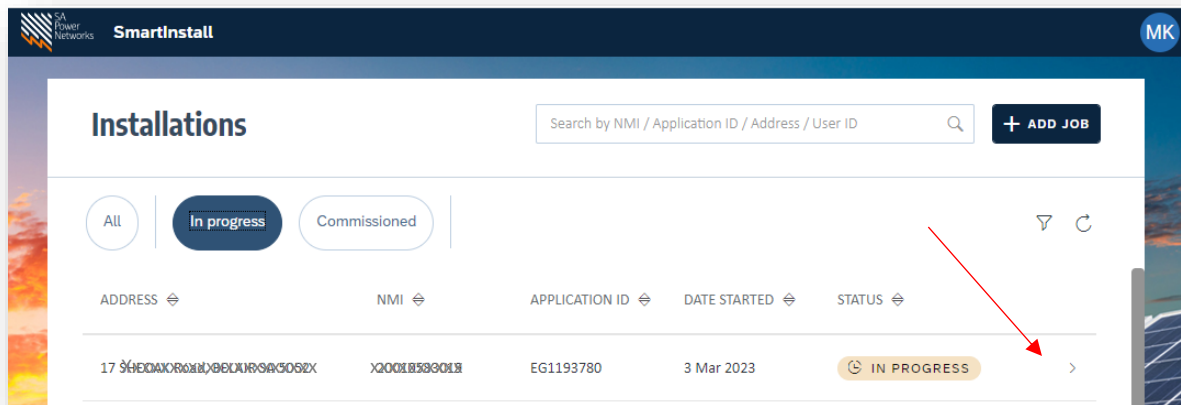 SA
Power
Networks
SmartInstall
MK
Installations
Search by NMI / Application ID / Address / User ID
+ ADD JOB
All
In progress
Commissioned
ADDRESS NMI APPLICATION ID DATE STARTED STATUS
17 EG1193780 3 Mar 2023 IN PROGRESS